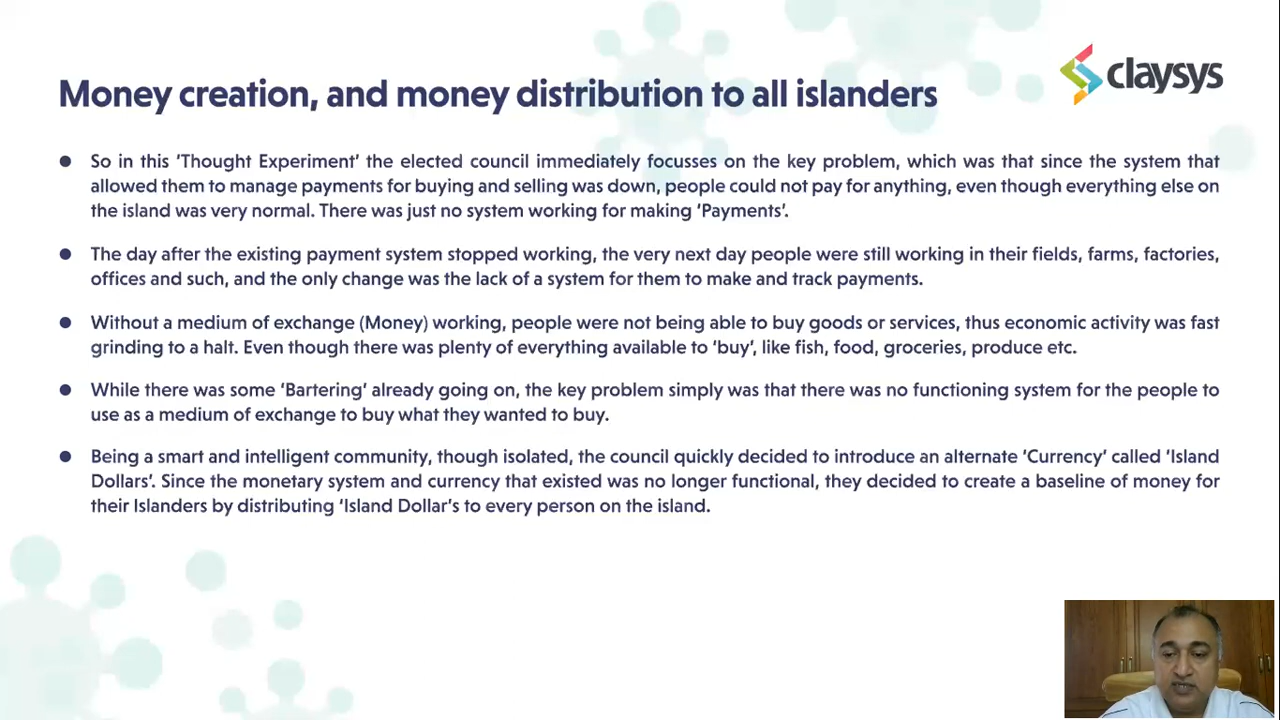 Money creation, and money distribution to all islanders
claysys
So in this ‘Thought Experiment’ the elected council immediately focusses on the key problem, which was that since the system that
allowed them to manage payments for buying and selling was down, people could not pay for anything, even though everything else on
the island was very normal. There was just no system working for making ‘Payments’.
The day after the existing payment system stopped working, the very next day people were still working in their fields, farms, factories,
offices and such, and the only change was the lack of a system for them to make and track payments.
Without a medium of exchange (Money) working, people were not being able to buy goods or services, thus economic activity was fast
grinding to a halt. Even though there was plenty of everything available to ‘buy’, like fish, food, groceries, produce etc.
While there was some ‘Bartering’ already going on, the key problem simply was that there was no functioning system for the people to
use as a medium of exchange to buy what they wanted to buy.
Being a smart and intelligent community, though isolated, the council quickly decided to introduce an alternate ‘Currency’ called ‘Island
Dollars’. Since the monetary system and currency that existed was no longer functional, they decided to create a baseline of money for
their Islanders by distributing ‘Island Dollar’s to every person on the island.